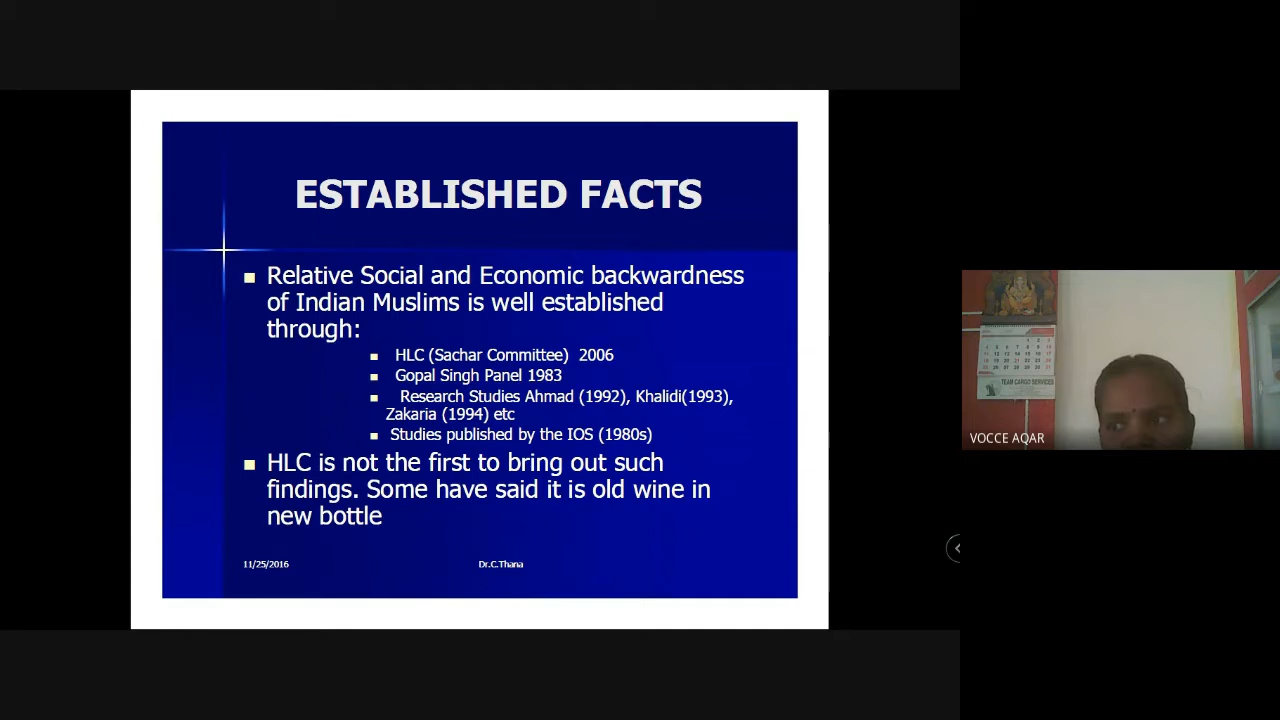 ESTABLISHED FACTS
Relative Social and Economic backwardness
of Indian Muslims is well established
through:
HLC (Sachar Committee) 2006
Gopal Singh Panel 1983
Research Studies Ahmad (1992), Khalidi(1993),
Zakaria (1994) etc
Studies published by the IOS (1980s)
HLC is not the first to bring out such
findings. Some have said it is old wine in
new bottle
11/25/2016
Dr.C.Thana
TEAM CARGO SERVICES
VOCCE AQAR